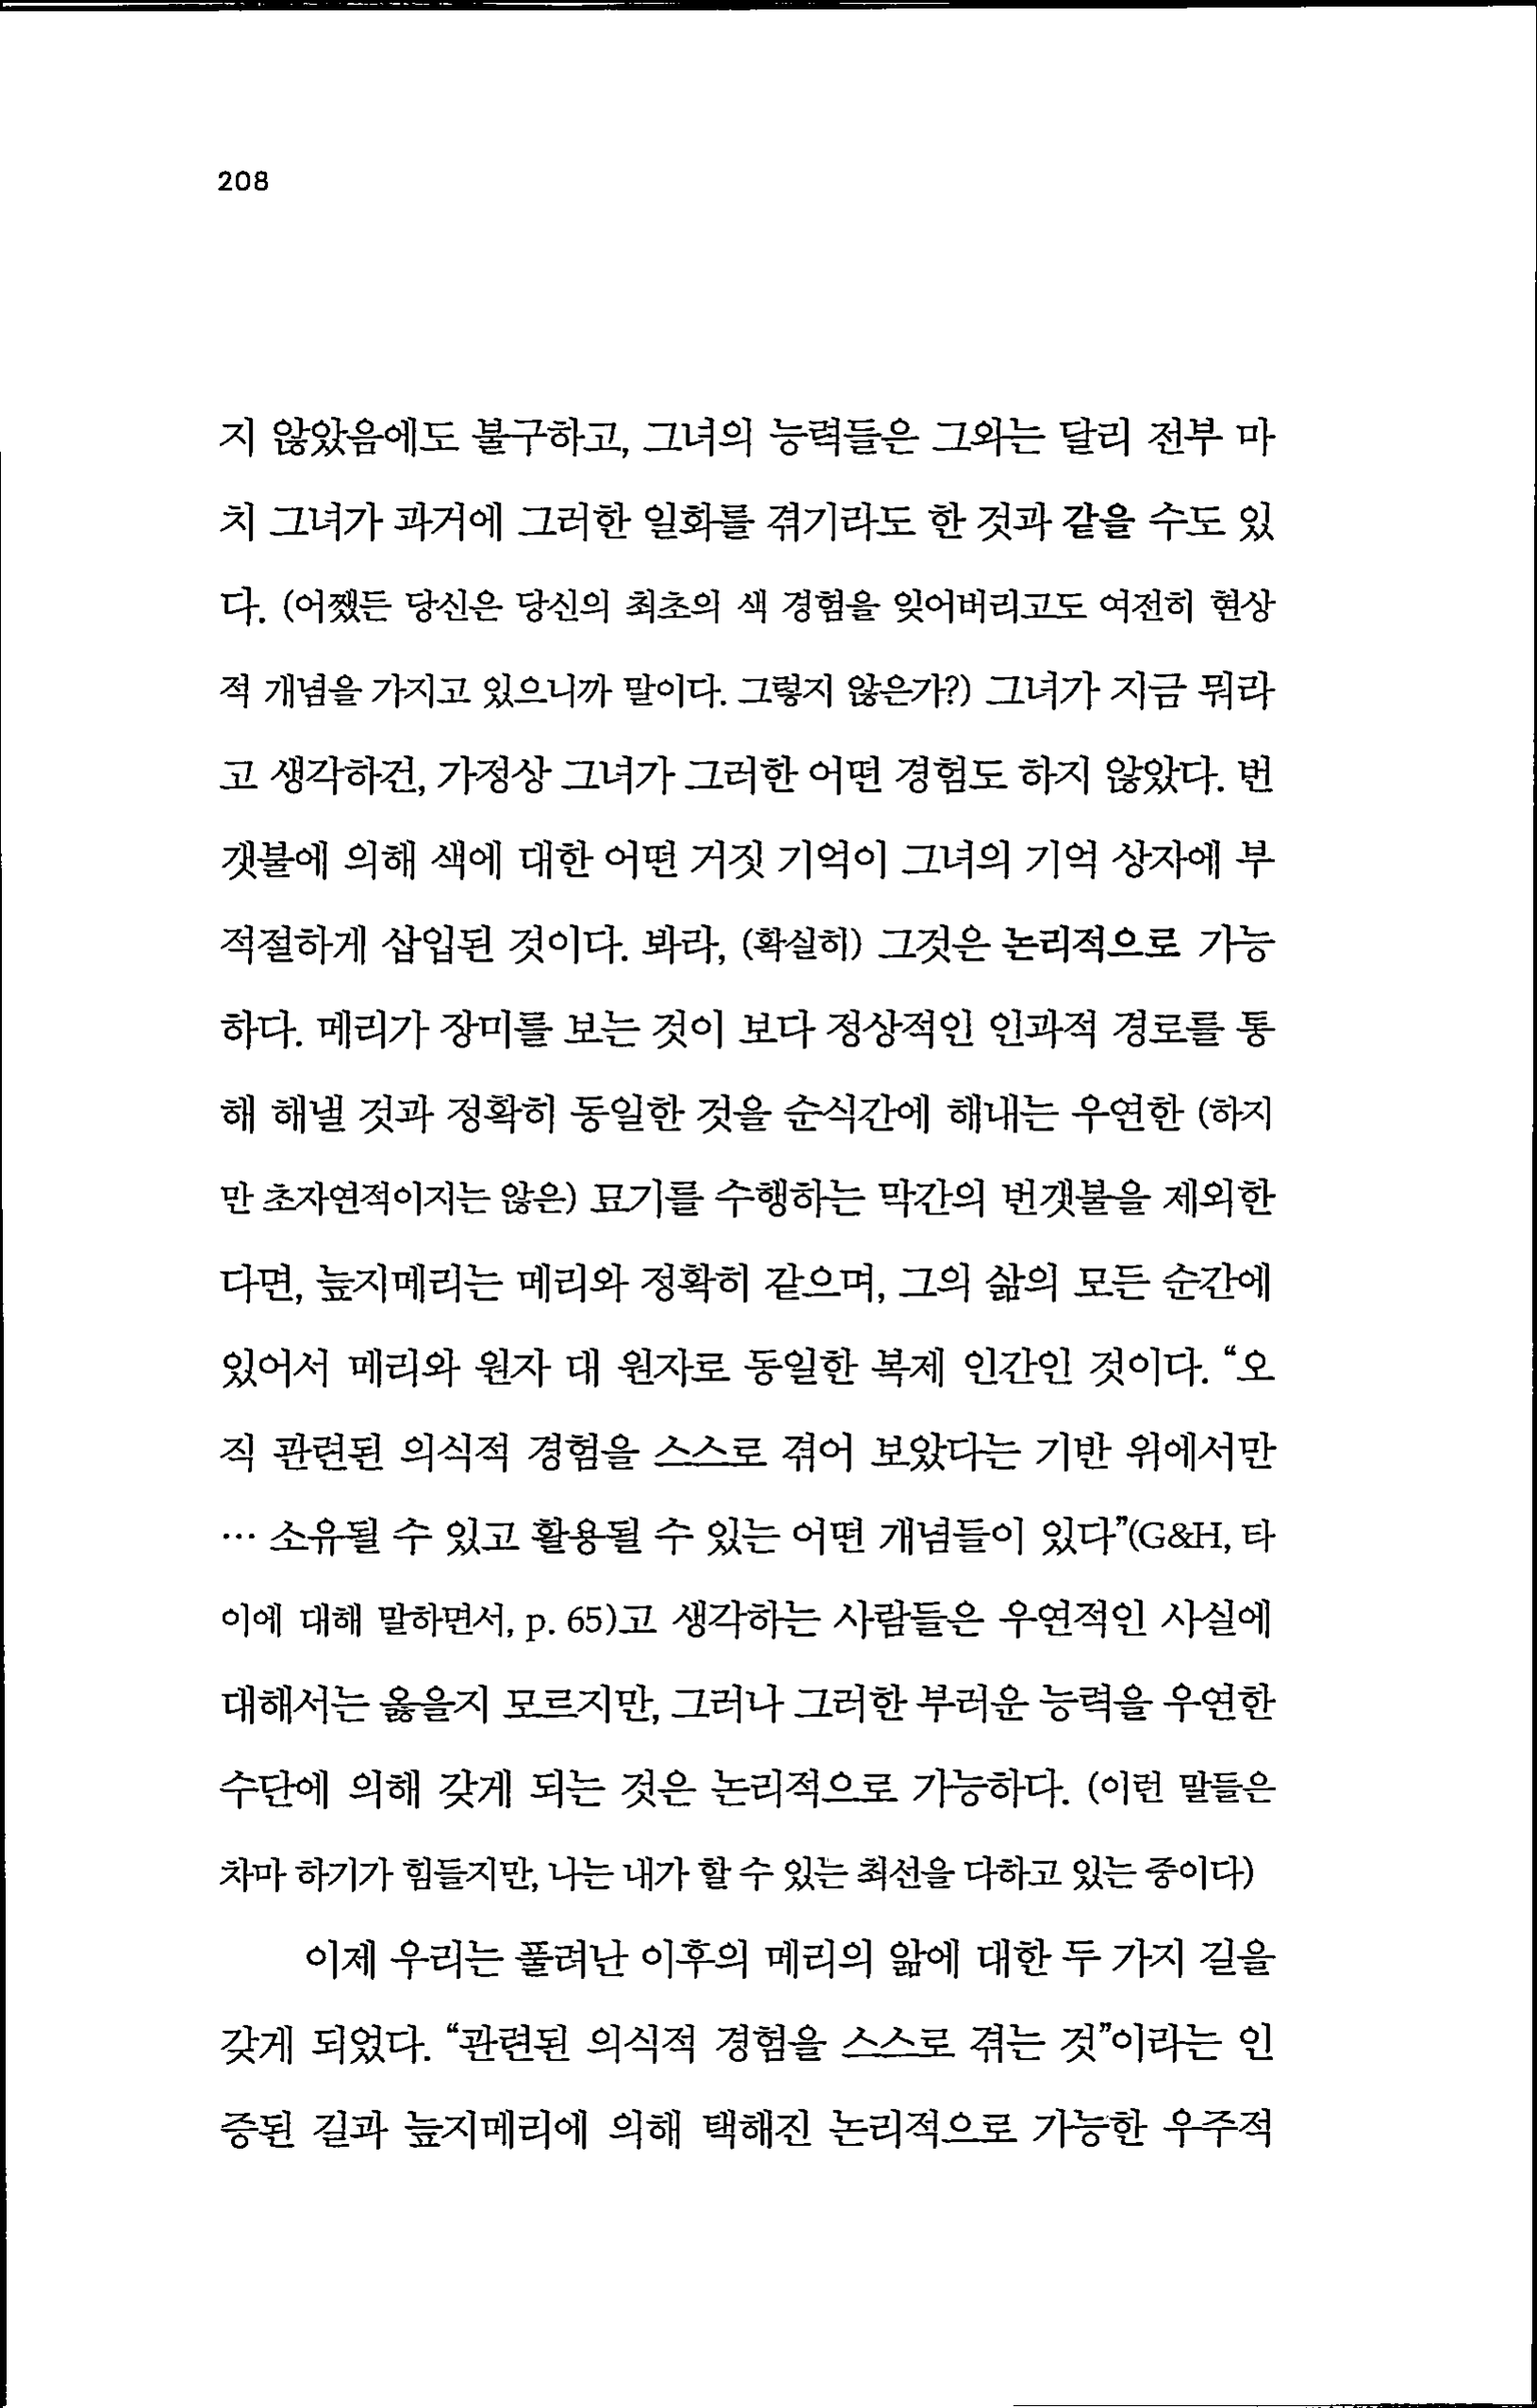 208
지 않았음에도 불구하고, 그녀의 능력들은 그와는 달리 전부 마
치 그녀가 과거에 그러한 일화를 겪기라도 한 것과 같을 수도 있
다. (어쨌든 당신은 당신의 최초의 색 경험을 잊어버리고도 여전히 현상
적 개념을 가지고 있으니까 말이다. 그렇지 않은가?) 그녀가 지금 뭐라
고 생각하건, 가정상 그녀가 그러한 어떤 경험도 하지 않았다. 번
갯불에 의해 색에 대한 어떤 거짓 기억이 그녀의 기억 상자에 부
적절하게 삽입된 것이다. 봐라, (확실히) 그것은 논리적으로 가능
하다. 메리가 장미를 보는 것이 보다 정상적인 인과적 경로를 통
해 해낼 것과 정확히 동일한 것을 순식간에 해내는 우연한 (하지
만 초자연적이지는 않은) 묘기를 수행하는 막간의 번갯불을 제외한
다면, 늪지메리는 메리와 정확히 같으며, 그의 삶의 모든 순간에
있어서 메리와 원자 대 원자로 동일한 복제 인간인 것이다. “오
직 관련된 의식적 경험을 스스로 겪어 보았다는 기반 위에서만
… 소유될 수 있고 활용될 수 있는 어떤 개념들이 있다”(G&H, 타
이에 대해 말하면서, p. 65)고 생각하는 사람들은 우연적인 사실에
대해서는 옳을지 모르지만, 그러나 그러한 부러운 능력을 우연한
수단에 의해 갖게 되는 것은 논리적으로 가능하다. (이런 말들은
차마 하기가 힘들지만, 나는 내가 할 수 있는 최선을 다하고 있는 중이다)
이제 우리는 풀려난 이후의 메리의 앎에 대한 두 가지 길을
갖게 되었다. “관련된 의식적 경험을 스스로 겪는 것”이라는 인
증된 길과 늪지메리에 의해 택해진 논리적으로 가능한 우주적